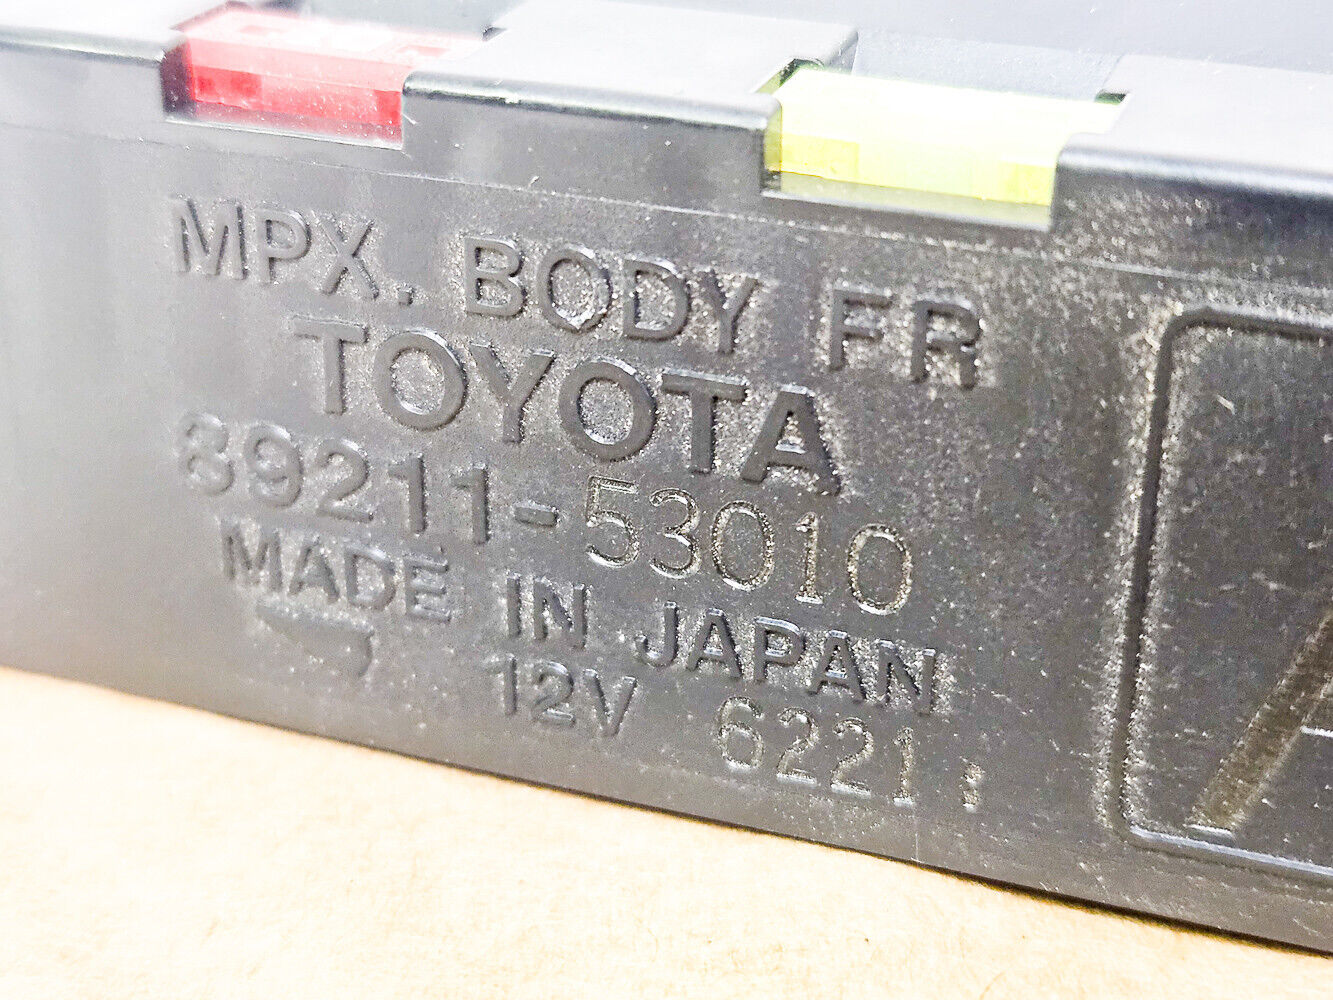 MPX. BODY FR
TOYOTA
89211-53010
MADE IN JAPAN
12V 6221
A